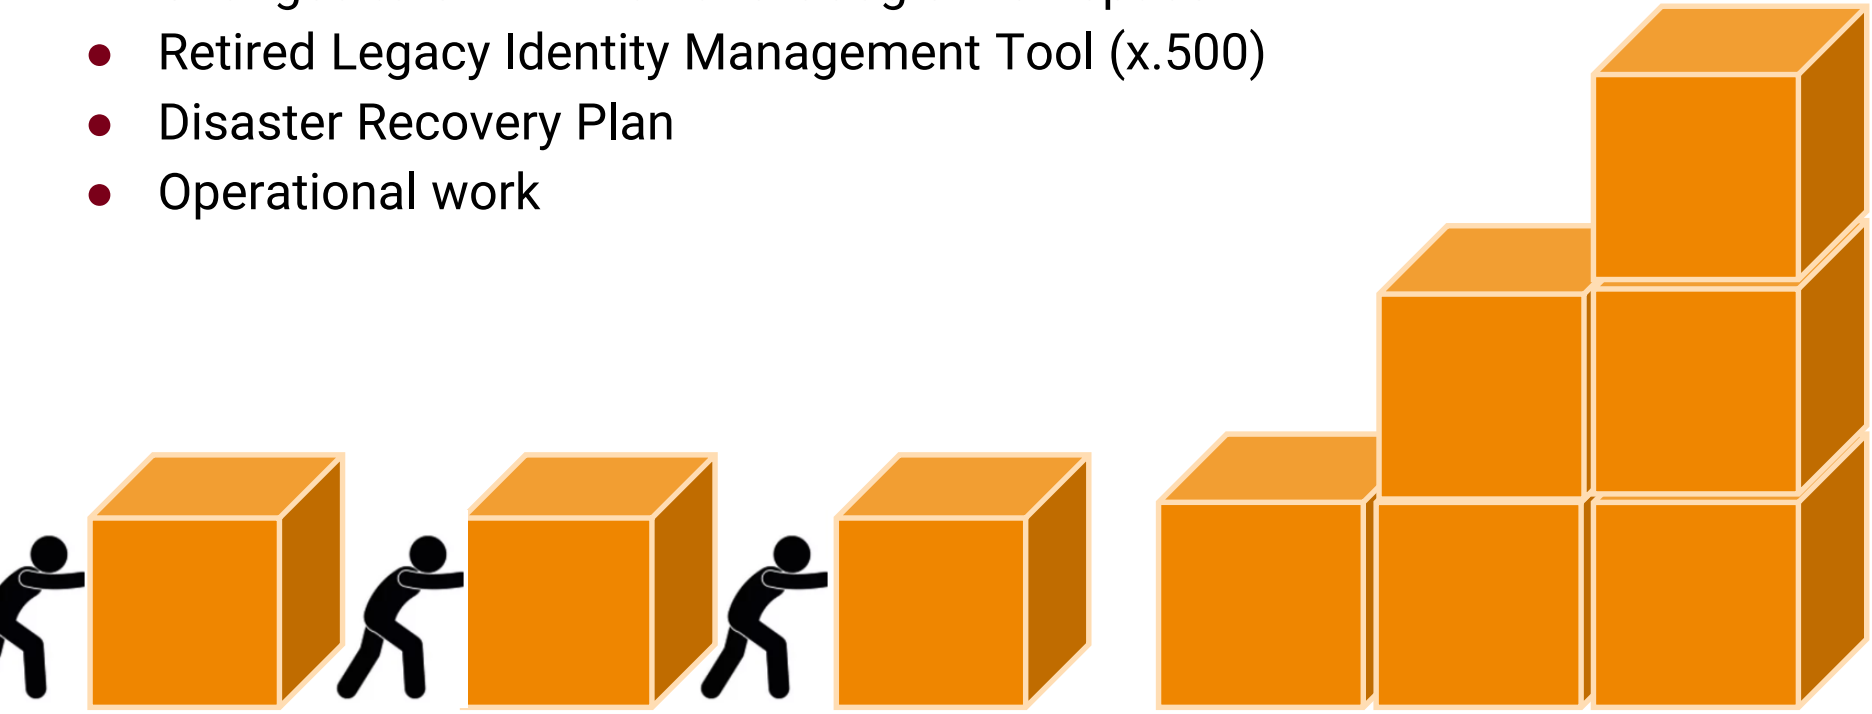 Retired Legacy Identity Management Tool (x.500)
Disaster Recovery Plan
Operational work